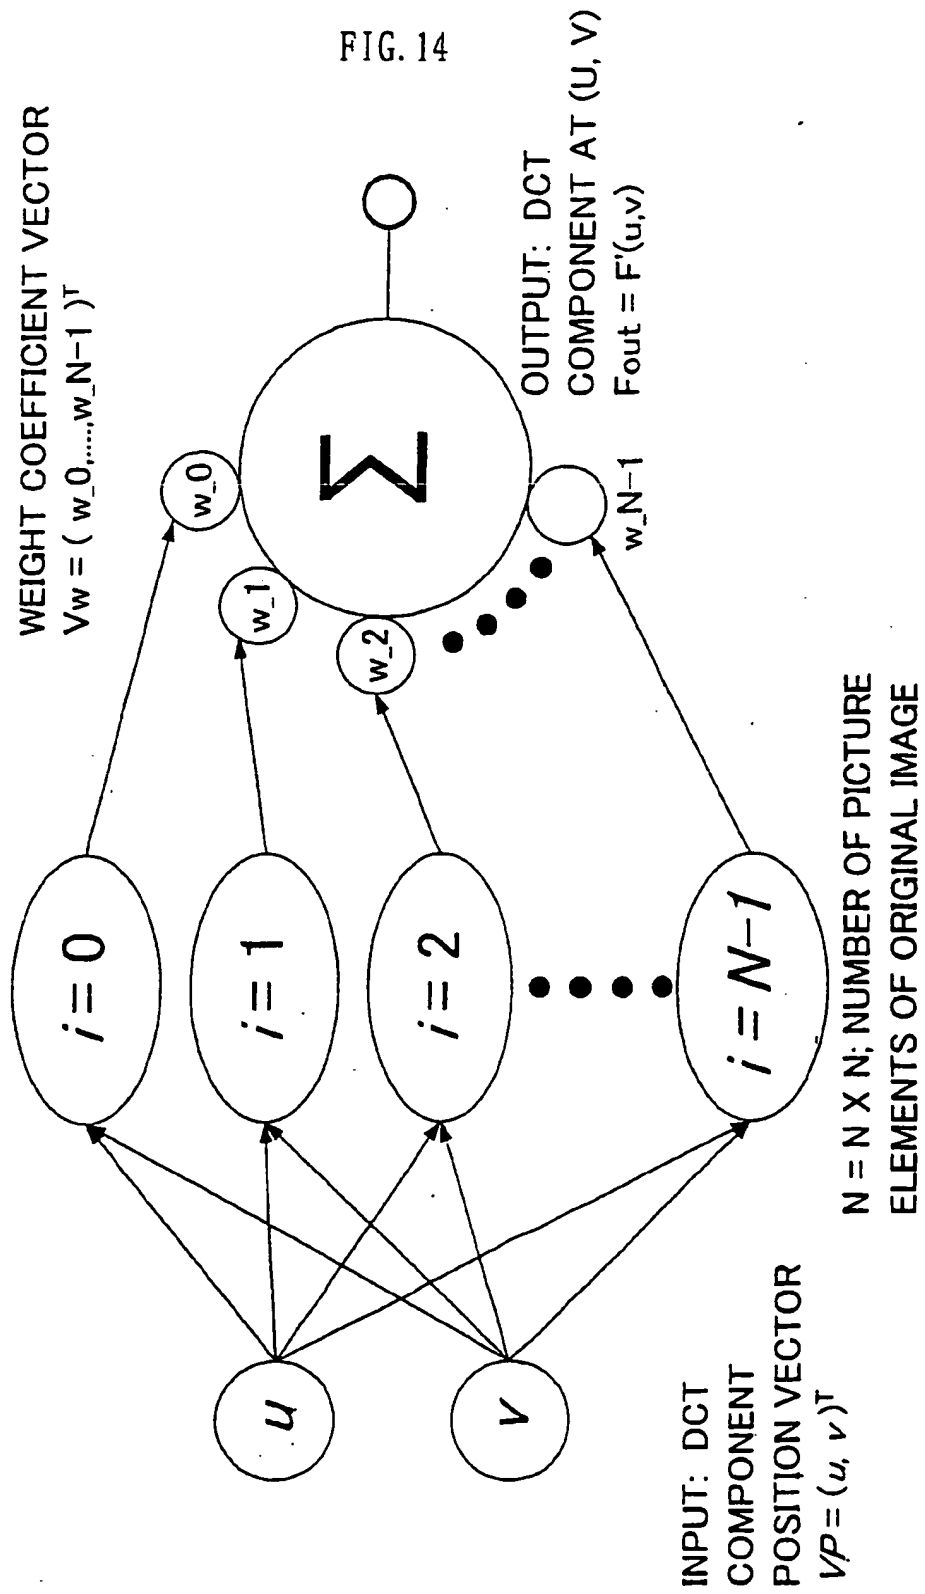 FIG. 14
WEIGHT COEFFICIENT VECTOR
Vw = ( w_0,....,w_N-1 )ᵀ
w_0
w_1
w_2
w_N-1
Σ
OUTPUT: DCT
COMPONENT AT (U, V)
Fout = F'(u,v)
i = 0
i = 1
i = 2
i = N-1
N = N X N; NUMBER OF PICTURE
ELEMENTS OF ORIGINAL IMAGE
u
v
INPUT: DCT
COMPONENT
POSITION VECTOR
VP = (u, v)ᵀ